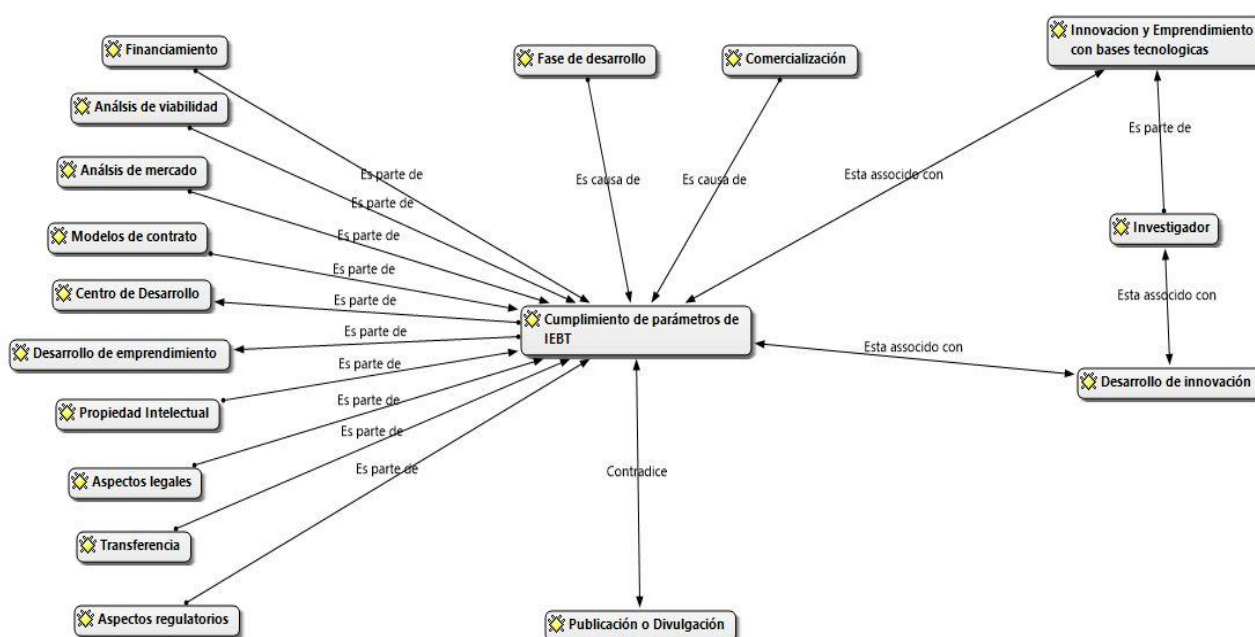 Financiamiento
Análsis de viabilidad
Análsis de mercado
Modelos de contrato
Centro de Desarrollo
Desarrollo de emprendimiento
Propiedad Intelectual
Aspectos legales
Transferencia
Aspectos regulatorios
Es parte de
Es parte de
Es parte de
Es parte de
Es parte de
Es parte de
Es parte de
Es parte de
Es parte de
Es parte de
Fase de desarrollo
Comercialización
Es causa de
Es causa de
Cumplimiento de parámetros de
IEBT
Contradice
Publicación o Divulgación
Innovacion y Emprendimiento
con bases tecnologicas
Esta assocido con
Es parte de
Investigador
Esta assocido con
Esta assocido con
Desarrollo de innovación